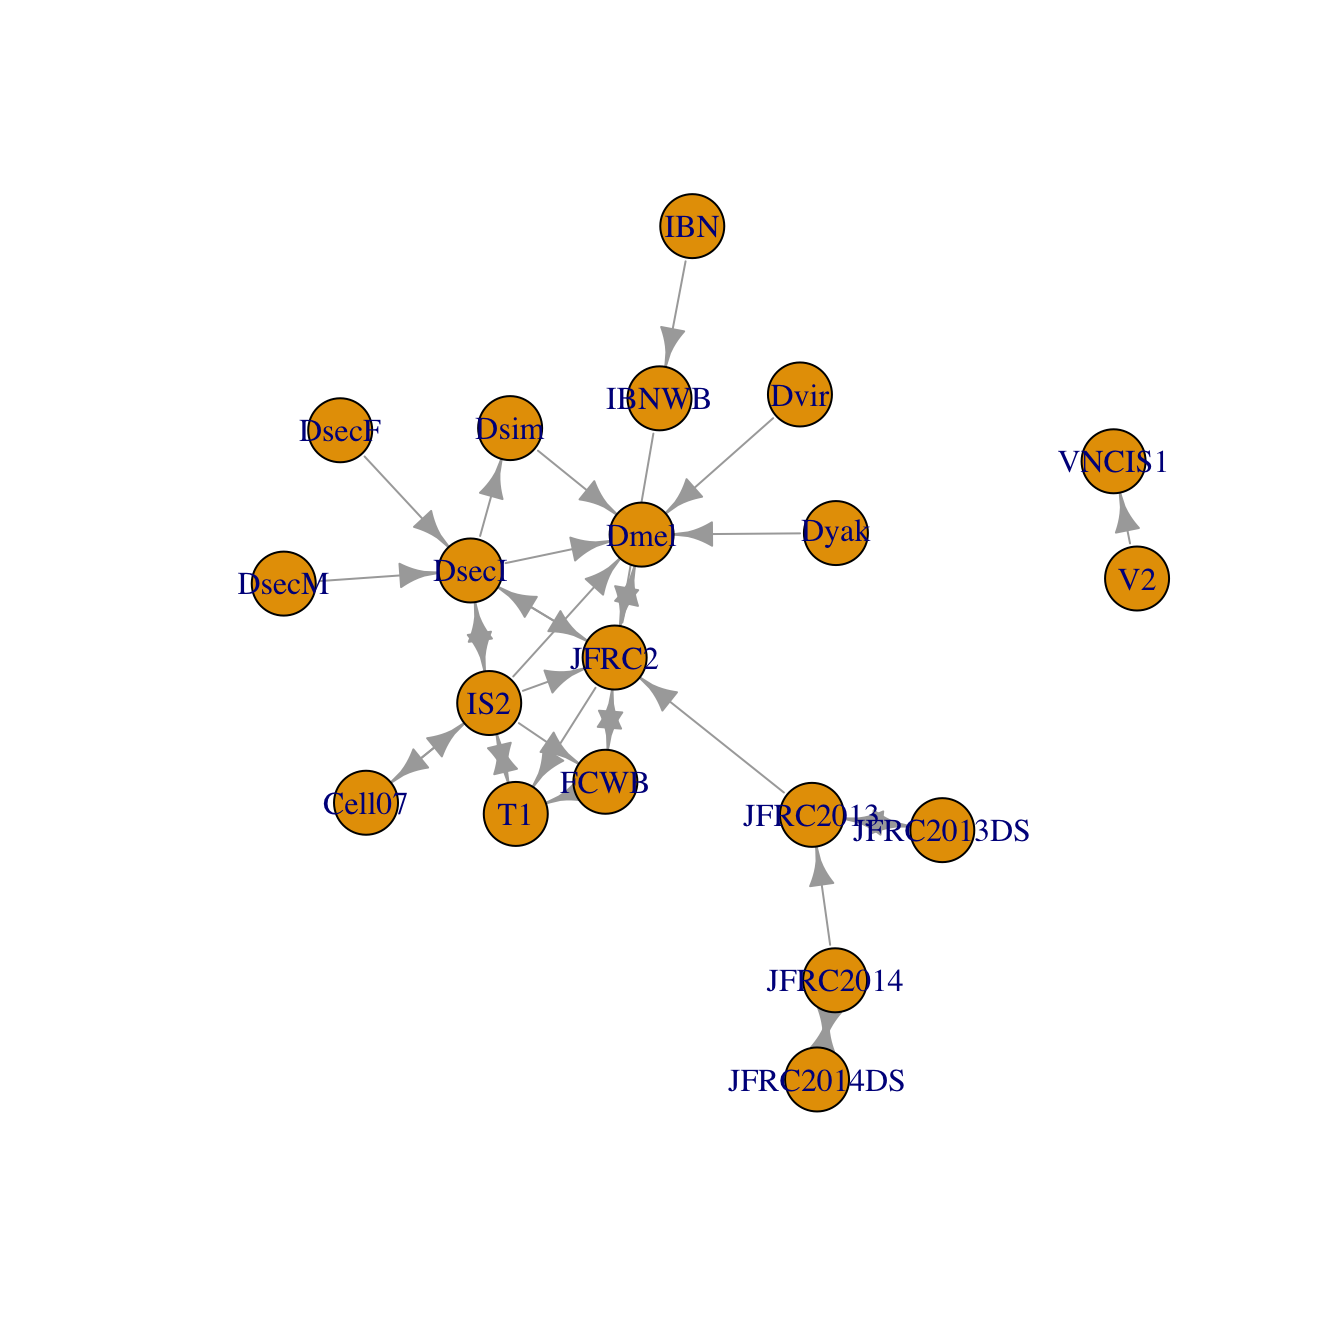 IBN
IBNWB
Dvir
DsecF
Dsim
VNCIS1
Dmel
Dyak
DsecI
DsecM
V2
JFRC2
IS2
FCWB
Cell07
T1
JFRC2013
JFRC2013DS
JFRC2014
JFRC2014DS